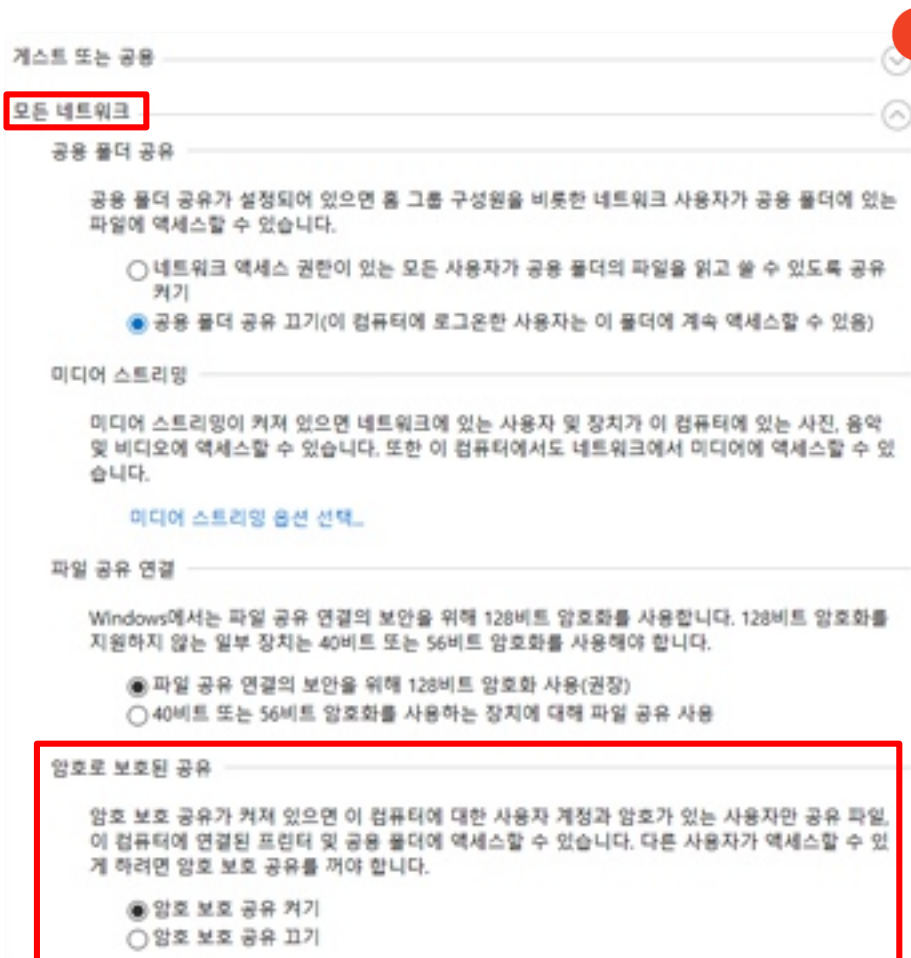 게스트 또는 공용
모든 네트워크
공용 폴더 공유
공용 폴더 공유가 설정되어 있으면 홈 그룹 구성원을 비롯한 네트워크 사용자가 공용 폴더에 있는
파일에 액세스할 수 있습니다.
네트워크 액세스 권한이 있는 모든 사용자가 공용 폴더의 파일을 읽고 쓸 수 있도록 공유
켜기
공용 폴더 공유 끄기(이 컴퓨터에 로그온한 사용자는 이 폴더에 계속 액세스할 수 있음)
미디어 스트리밍
미디어 스트리밍이 켜져 있으면 네트워크에 있는 사용자 및 장치가 이 컴퓨터에 있는 사진, 음악
및 비디오에 액세스할 수 있습니다. 또한 이 컴퓨터에서도 네트워크에서 미디어에 액세스할 수 있
습니다.
미디어 스트리밍 옵션 선택...
파일 공유 연결
Windows에서는 파일 공유 연결의 보안을 위해 128비트 암호화를 사용합니다. 128비트 암호화를
지원하지 않는 일부 장치는 40비트 또는 56비트 암호화를 사용해야 합니다.
파일 공유 연결의 보안을 위해 128비트 암호화 사용(권장)
40비트 또는 56비트 암호화를 사용하는 장치에 대해 파일 공유 사용
암호로 보호된 공유
암호 보호 공유가 켜져 있으면 이 컴퓨터에 대한 사용자 계정과 암호가 있는 사용자만 공유 파일,
이 컴퓨터에 연결된 프린터 및 공용 폴더에 액세스할 수 있습니다. 다른 사용자가 액세스할 수 있
게 하려면 암호 보호 공유를 꺼야 합니다.
암호 보호 공유 켜기
암호 보호 공유 끄기